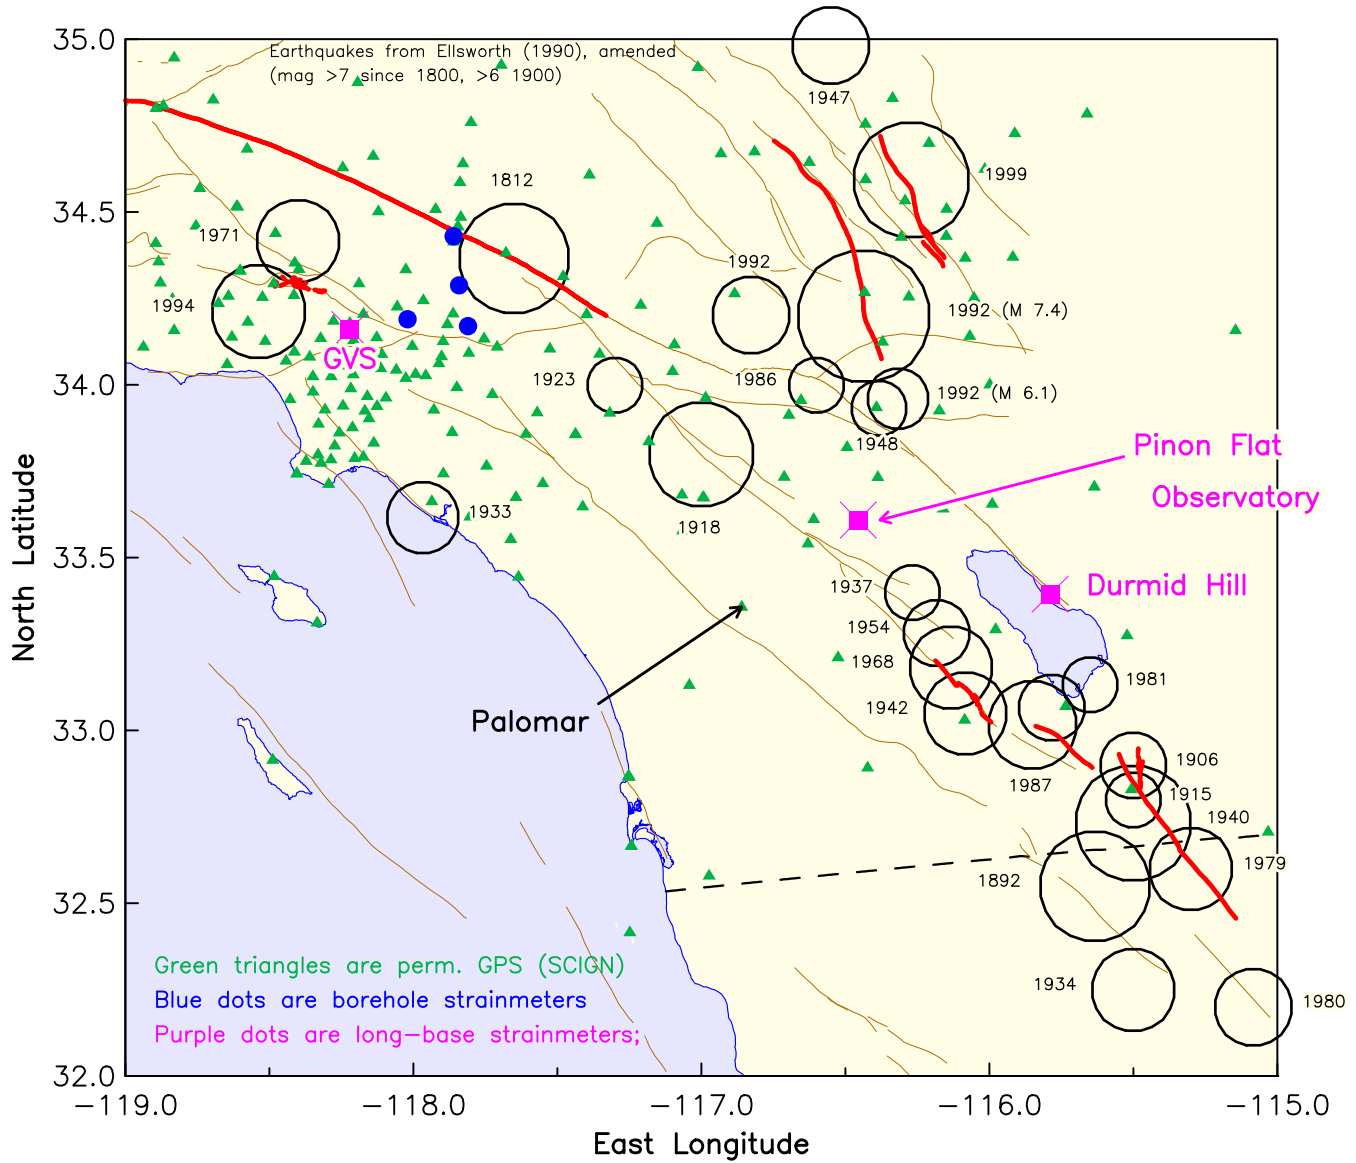 35.0
Earthquakes from Ellsworth (1990), amended
(mag >7 since 1800, >6 1900)
1947
1812
1999
34.5
1971
1992
1994
1992 (M 7.4)
GVS
34.0
1923
1986
1992 (M 6.1)
1948
Pinon Flat
Observatory
1933
1918
33.5
1937
Durmid Hill
1954
1968
1981
1942
Palomar
33.0
1906
1987
1915
1940
1979
1892
32.5
Green triangles are perm. GPS (SCIGN)
1934
Blue dots are borehole strainmeters
1980
Purple dots are long-base strainmeters;
32.0
-119.0
-118.0
-117.0
-116.0
-115.0
East Longitude
North Latitude